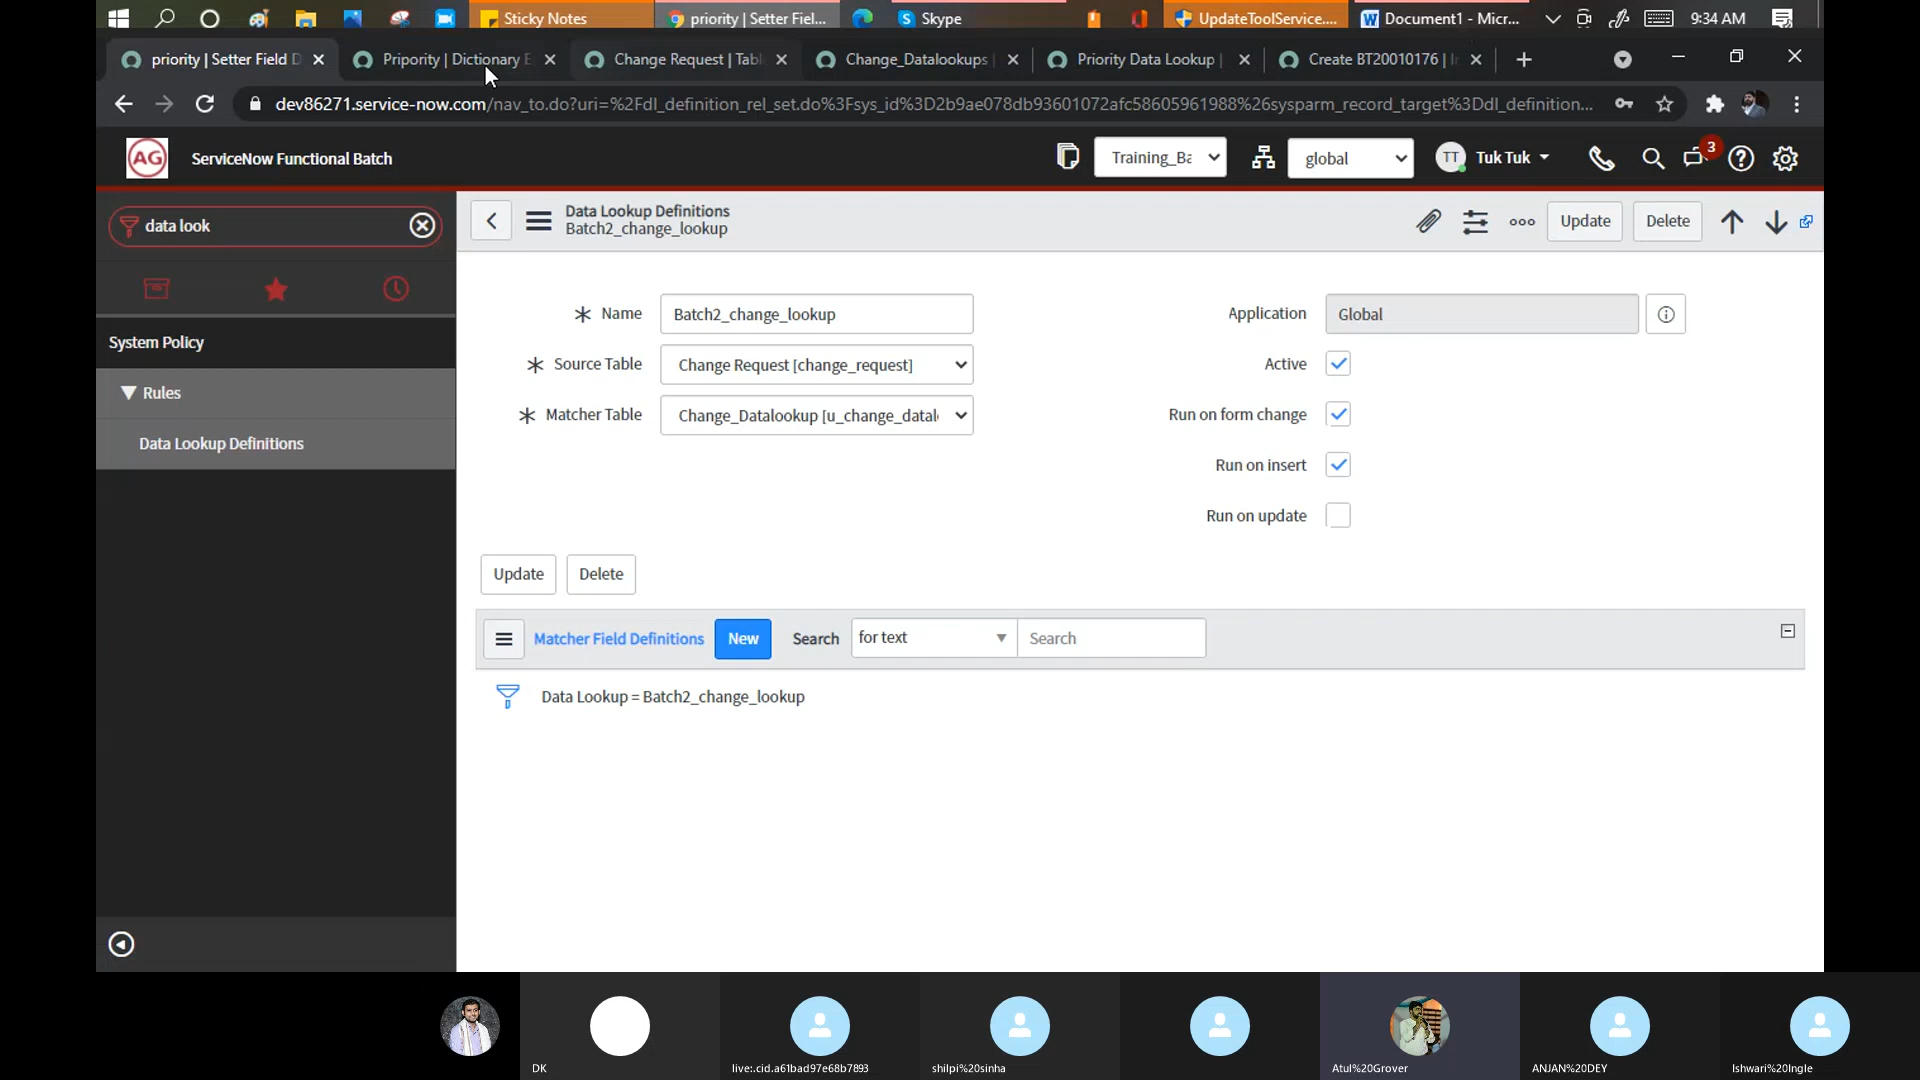 Sticky Notes
priority | Setter Fiel...
Skype
UpdateToolService....
Document1 - Micr...
9:34 AM
priority | Setter Field D
Pripority | Dictionary E
Change Request | Tabl
Change_Datalookups |
Priority Data Lookup |
Create BT20010176 | In
dev86271.service-now.com/nav_to.do?uri=%2Fdl_definition_rel_set.do%3Fsys_id%3D2b9ae078db93601072afc58605961988%26sysparm_record_target%3Ddl_definition...
AG
ServiceNow Functional Batch
Training_Ba
global
TT
Tuk Tuk
3
data look
System Policy
Rules
Data Lookup Definitions
Data Lookup Definitions
Batch2_change_lookup
Update
Delete
Name
Batch2_change_lookup
Source Table
Change Request [change_request]
Matcher Table
Change_Datalookup [u_change_datal
Application
Global
Active
Run on form change
Run on insert
Run on update
Update
Delete
Matcher Field Definitions
New
Search
for text
Search
Data Lookup = Batch2_change_lookup
DK
live:.cid.a61bad97e68b7893
shilpi%20sinha
Atul%20Grover
ANJAN%20DEY
Ishwari%20Ingle